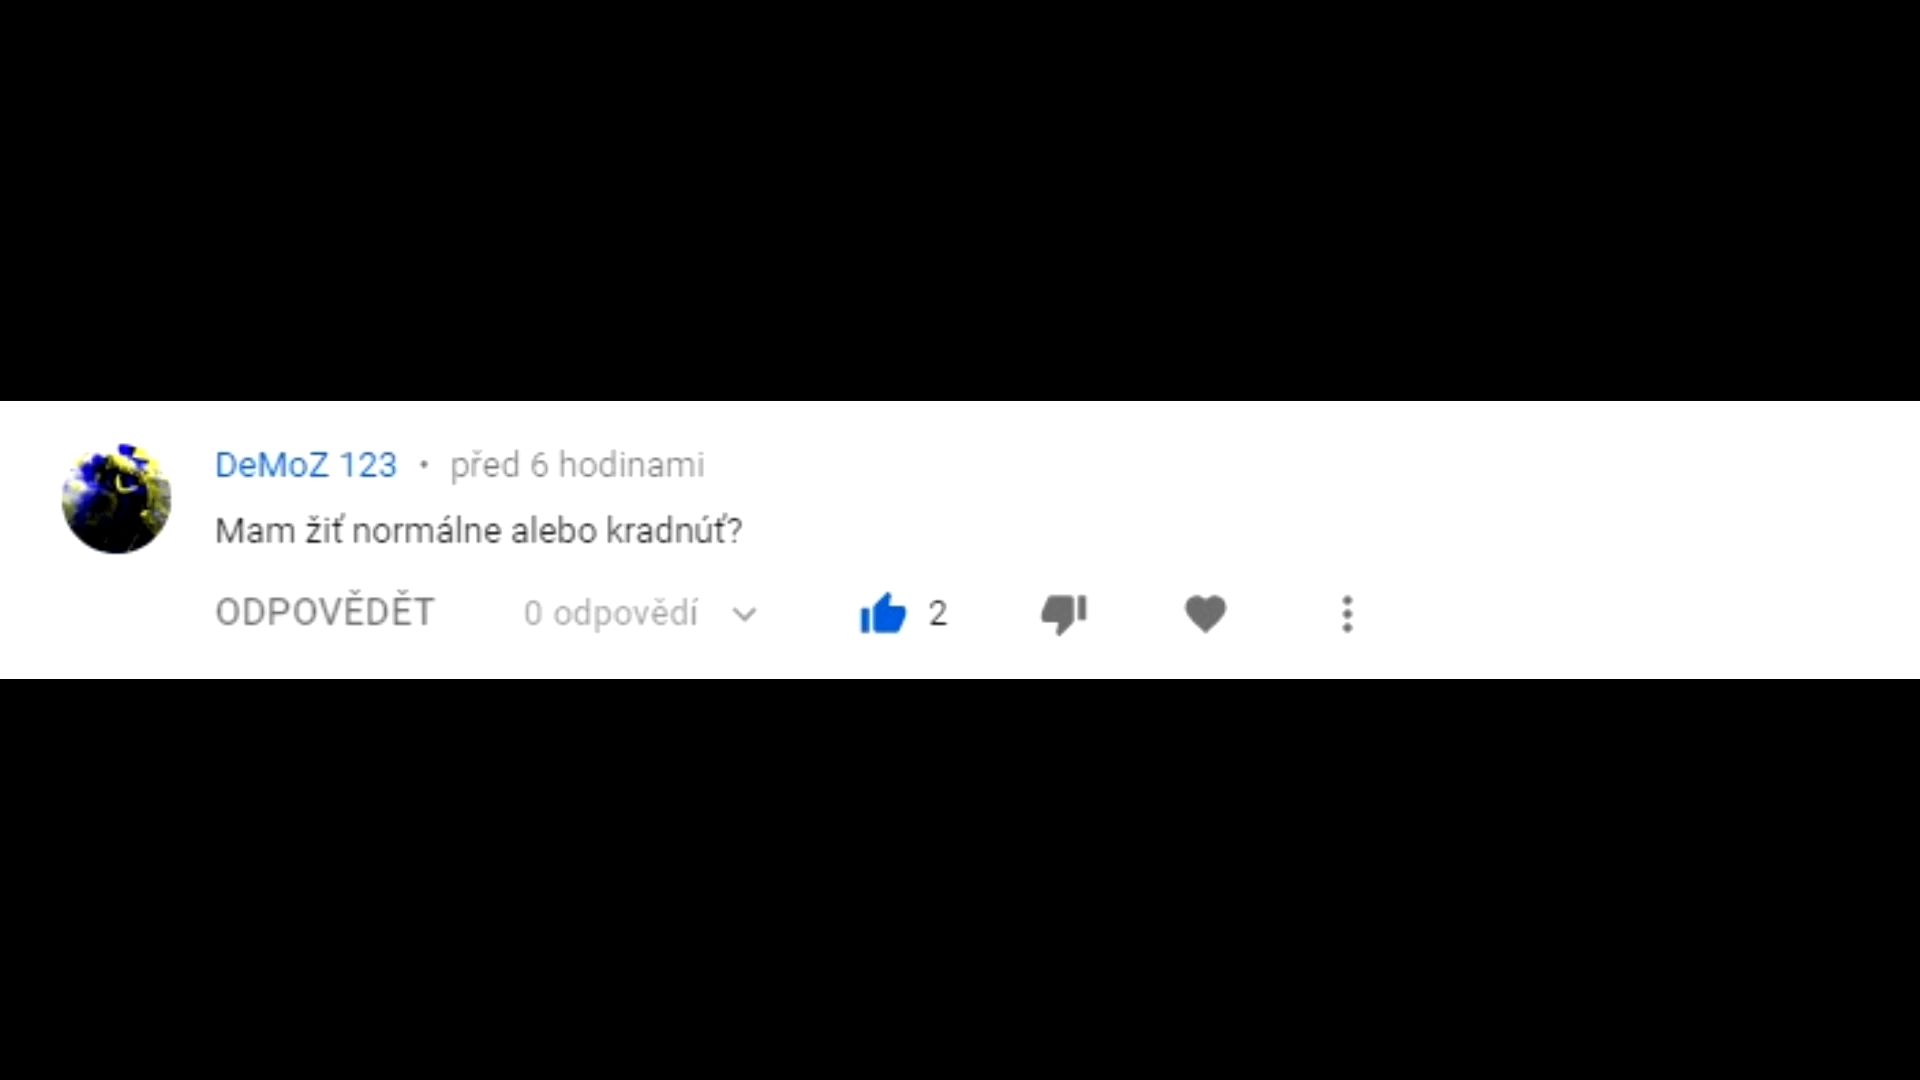 DeMoZ 123 • před 6 hodinami
Mam žiť normálne alebo kradnúť?
ODPOVĚDĚT 0 odpovědí 2